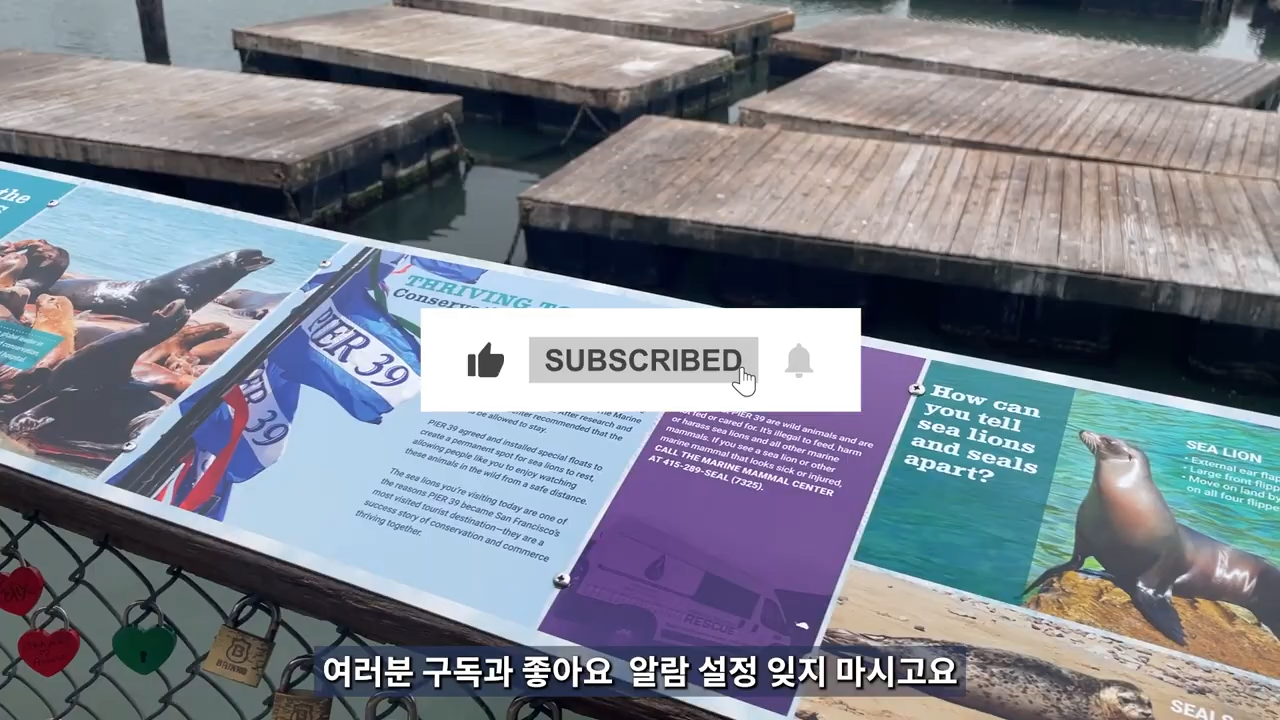 the
PIER 39
39
THRIVING TO
be allowed to stay.
After research and
enter recommended that the
PIER 39 agreed and installed special floats to
create a permanent spot for sea lions to rest,
allowing people like you to enjoy watching
these animals in the wild from a safe distance.
The sea lions you're visiting today are one of
the reasons PIER 39 became San Francisco's
most visited tourist destination—they are a
success story of conservation and commerce
thriving together.
SUBSCRIBED
PIER 39 are wild animals and are
fed or cared for. It's illegal to feed, harm
or harass sea lions and all other marine
mammals. If you see a sea lion or other
marine mammal that looks sick or injured,
CALL THE MARINE MAMMAL CENTER
AT 415-289-SEAL (7325).
RESCUE
How can
you tell
sea lions
and seals
apart?
SEA LION
• External ear flap
• Large front flipp
• Move on land by
on all four flippe
SEALS
여러분 구독과 좋아요 알람 설정 잊지 마시고요